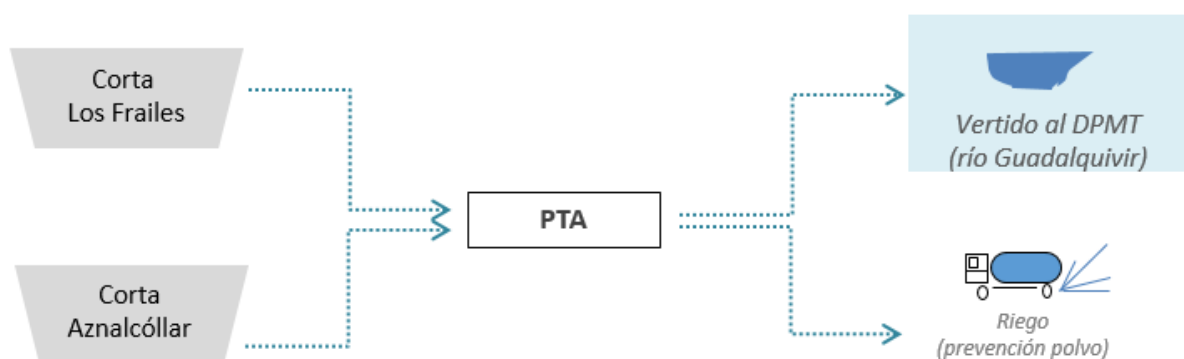 Corta
Los Frailes
Corta
Aznalcóllar
PTA
Vertido al DPMT
(río Guadalquivir)
Riego
(prevención polvo)